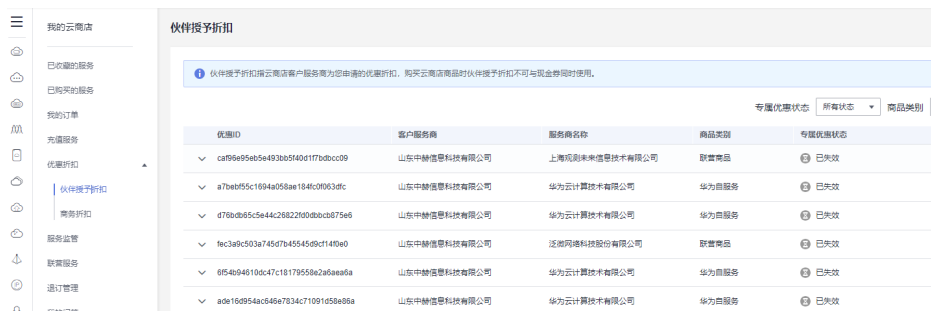 我的云商店
伙伴授予折扣
已收藏的服务
已购买的服务
我的订单
充值服务
优惠折扣
伙伴授予折扣
商务折扣
服务监管
联营服务
退订管理
伙伴授予折扣指云商店客户服务商为您申请的优惠折扣，购买云商店商品时伙伴授予折扣不可与现金券同时使用。
专属优惠状态 所有状态 商品类别
优惠ID 客户服务商 服务商名称 商品类别 专属优惠状态
caf96e95eb5e493bb5f40d1f7bdbcc09 山东中赫信息科技有限公司 上海观测未来信息技术有限公司 联营商品 已失效
a7bebf55c1694a058ae184fc0f063dfc 山东中赫信息科技有限公司 华为云计算技术有限公司 华为自服务 已失效
d76bdb65c5e44c26822fd0dbbcb875e6 山东中赫信息科技有限公司 华为云计算技术有限公司 华为自服务 已失效
fec3a9c503a745d7b45545d9cf14f0e0 山东中赫信息科技有限公司 泛微网络科技股份有限公司 联营商品 已失效
6f54b94610dc47c18179558e2a6aea6a 山东中赫信息科技有限公司 华为云计算技术有限公司 华为自服务 已失效
ade16d954ac646e7834c71091d58e86a 山东中赫信息科技有限公司 华为云计算技术有限公司 华为自服务 已失效